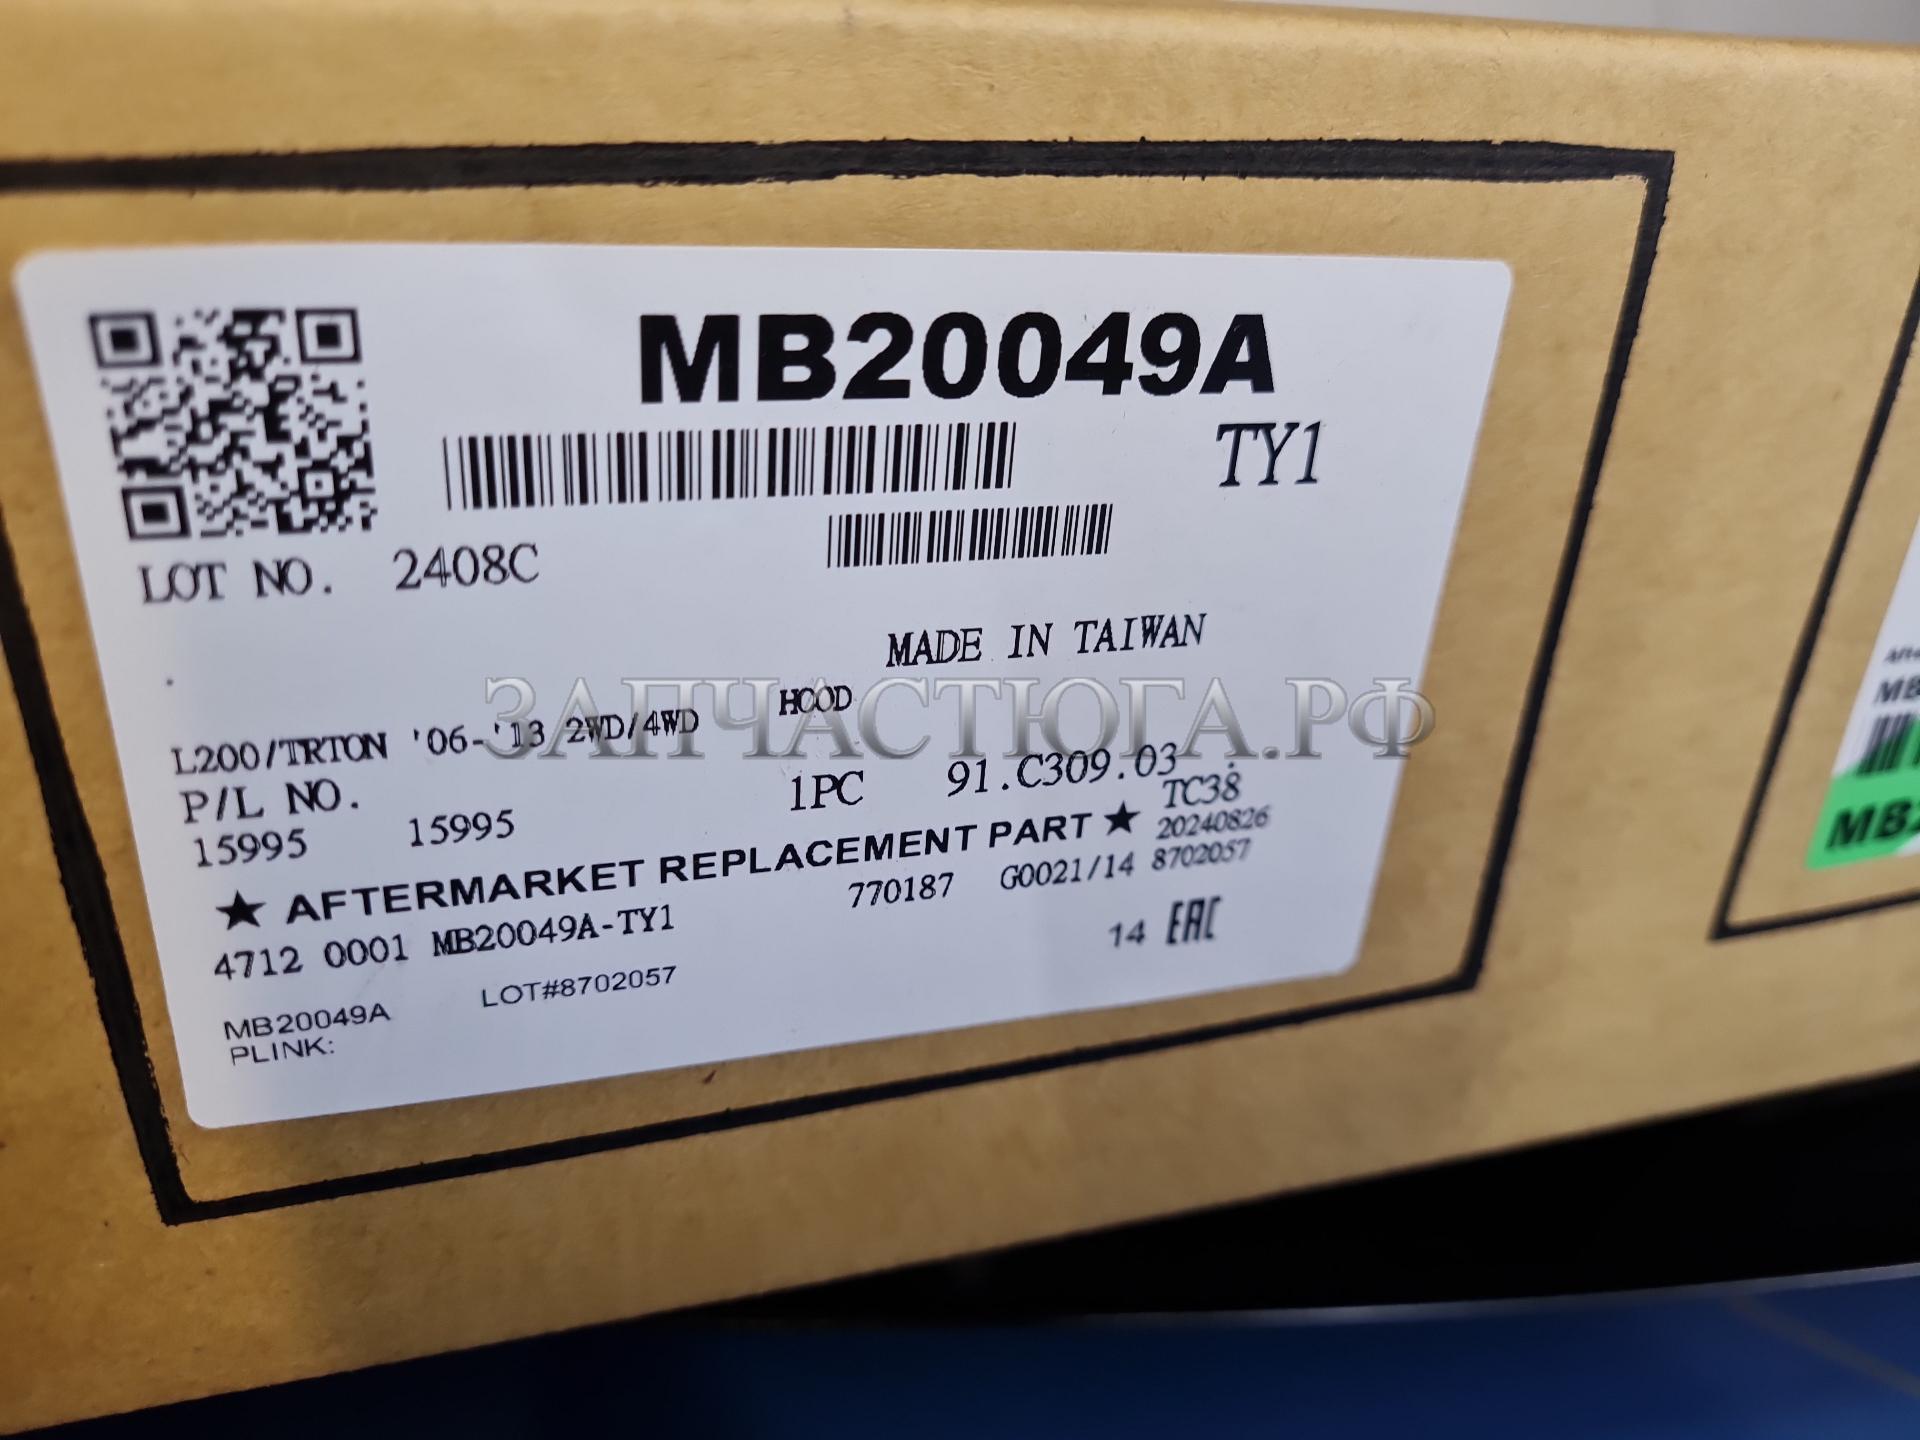 MB20049A
TY1
LOT NO. 2408C
MADE IN TAIWAN
HOOD
L200/TRTON '06-'13 2WD/4WD
P/L NO.
1PC 91.C309.03
TC38
15995 15995
20240826
★ AFTERMARKET REPLACEMENT PART ★
770187 G0021/14 8702057
4712 0001 MB20049A-TY1
14 EAC
MB20049A LOT#8702057
PLINK:
ЗАПЧАСТЮГА.РФ